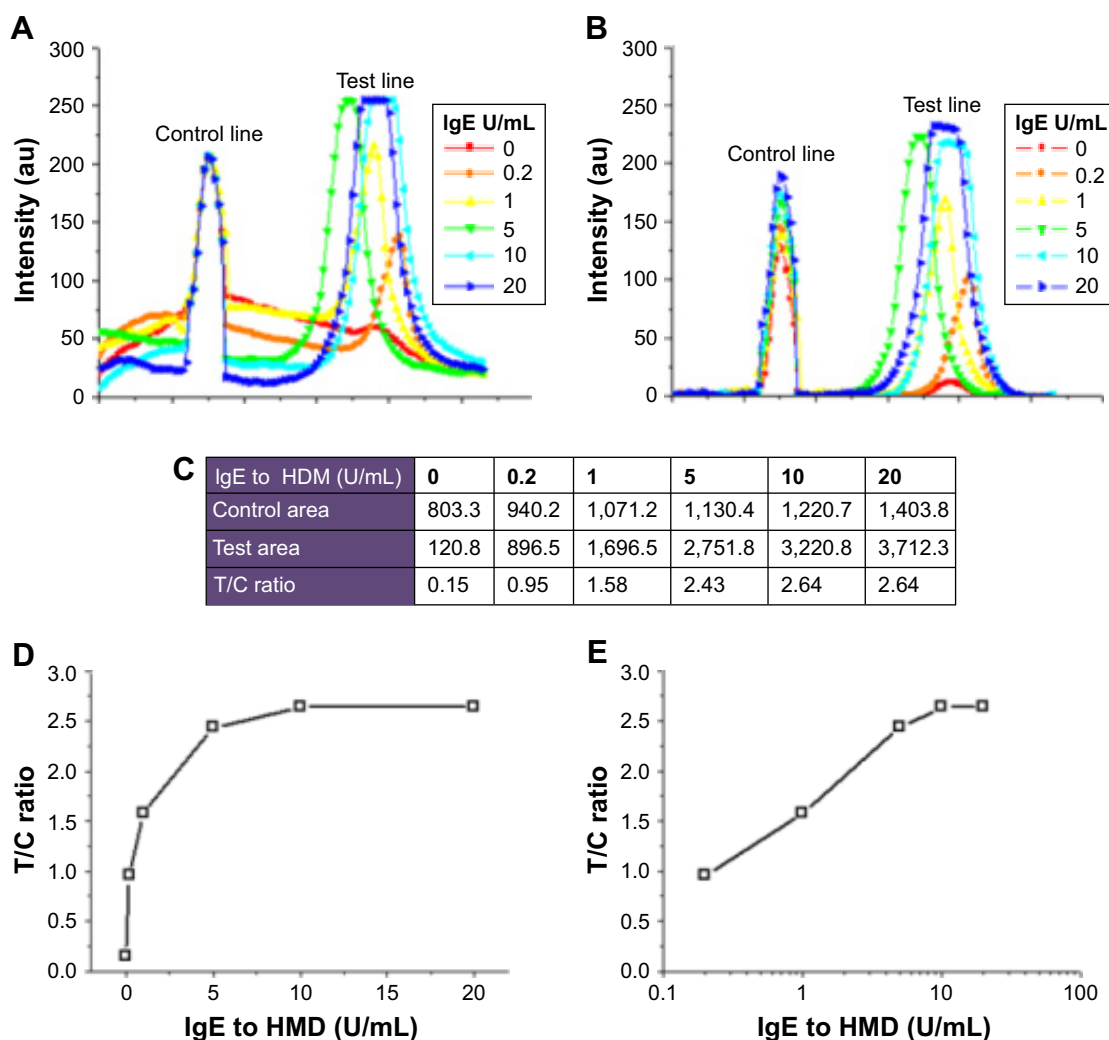 A
300
250
200
150
100
50
0
Intensity (au)
Control line
Test line
IgE U/mL
0
0.2
1
5
10
20
B
300
250
200
150
100
50
0
Intensity (au)
Control line
Test line
IgE U/mL
0
0.2
1
5
10
20
C
IgE to HDM (U/mL) 0 0.2 1 5 10 20
Control area 803.3 940.2 1,071.2 1,130.4 1,220.7 1,403.8
Test area 120.8 896.5 1,696.5 2,751.8 3,220.8 3,712.3
T/C ratio 0.15 0.95 1.58 2.43 2.64 2.64
D
3.0
2.5
2.0
1.5
1.0
0.5
0.0
T/C ratio
0 5 10 15 20
IgE to HMD (U/mL)
E
3.0
2.5
2.0
1.5
1.0
0.5
0.0
T/C ratio
0.1 1 10 100
IgE to HMD (U/mL)